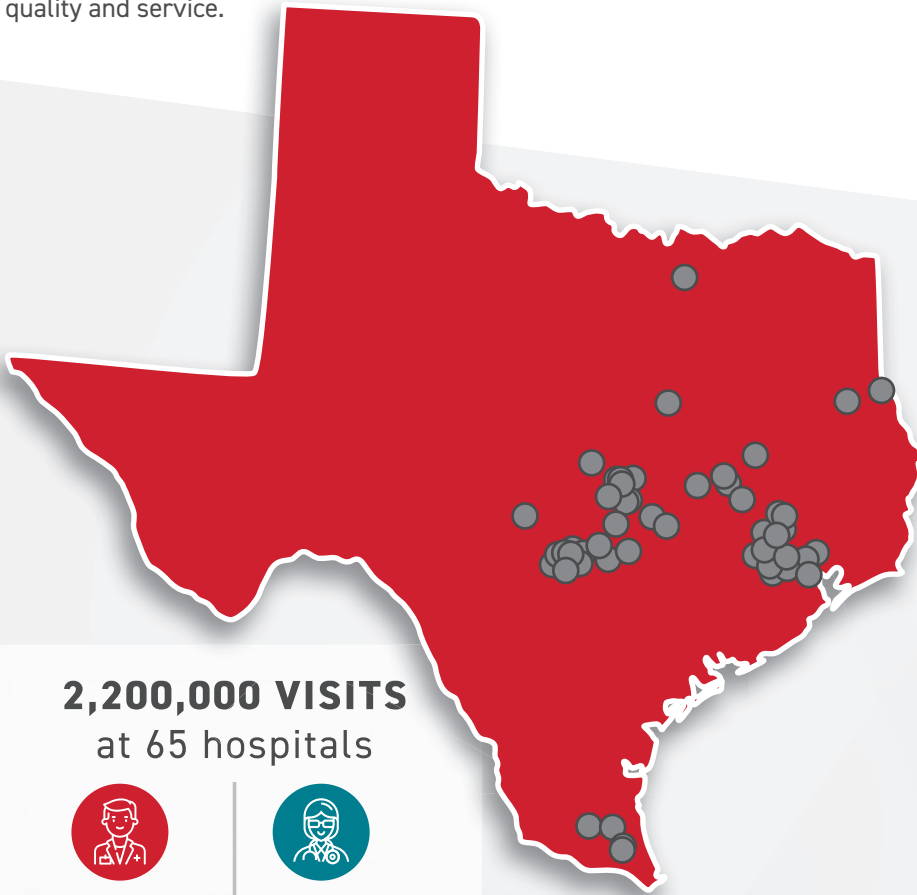 quality and service.
2,200,000 VISITS
at 65 hospitals